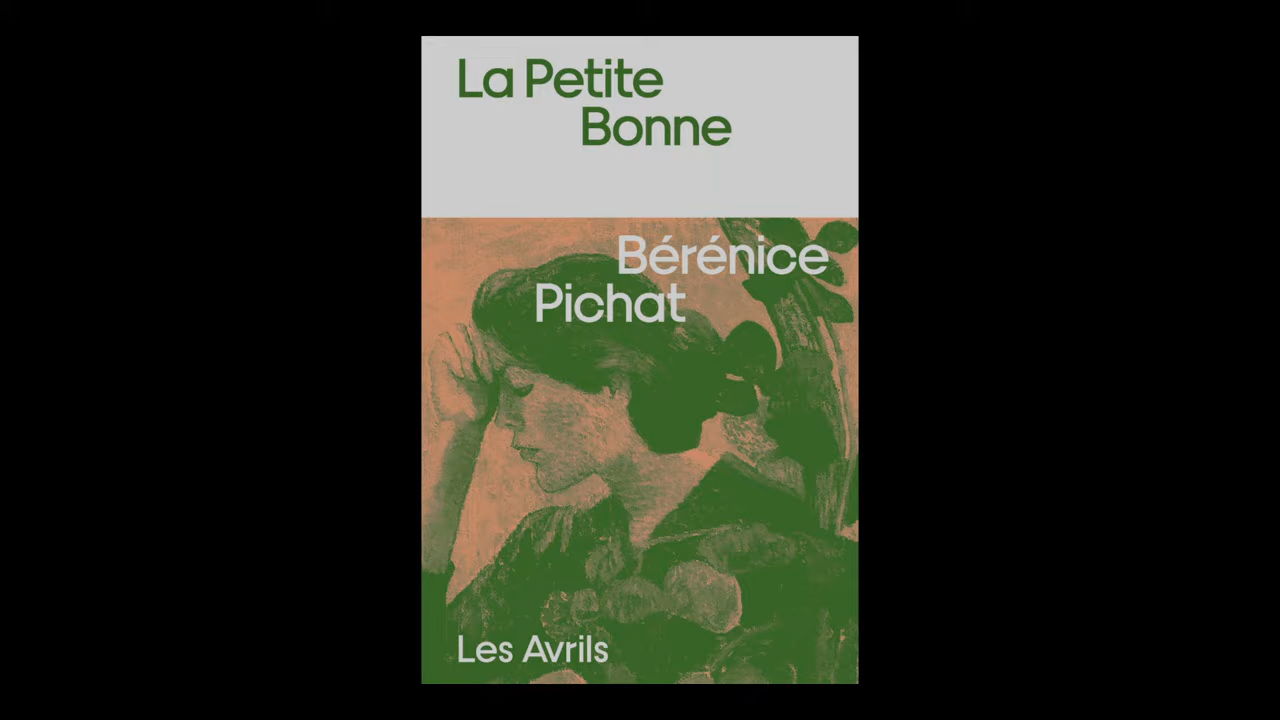 La Petite
Bonne
Bérénice
Pichat
Les Avrils